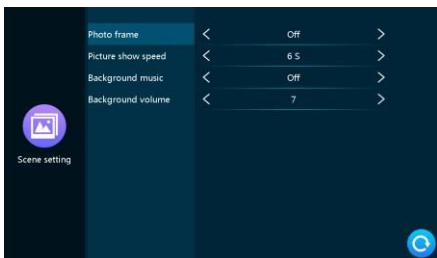 Photo frame < Off >
Picture show speed < 6 S >
Background music < Off >
Background volume < 7 >
Scene setting